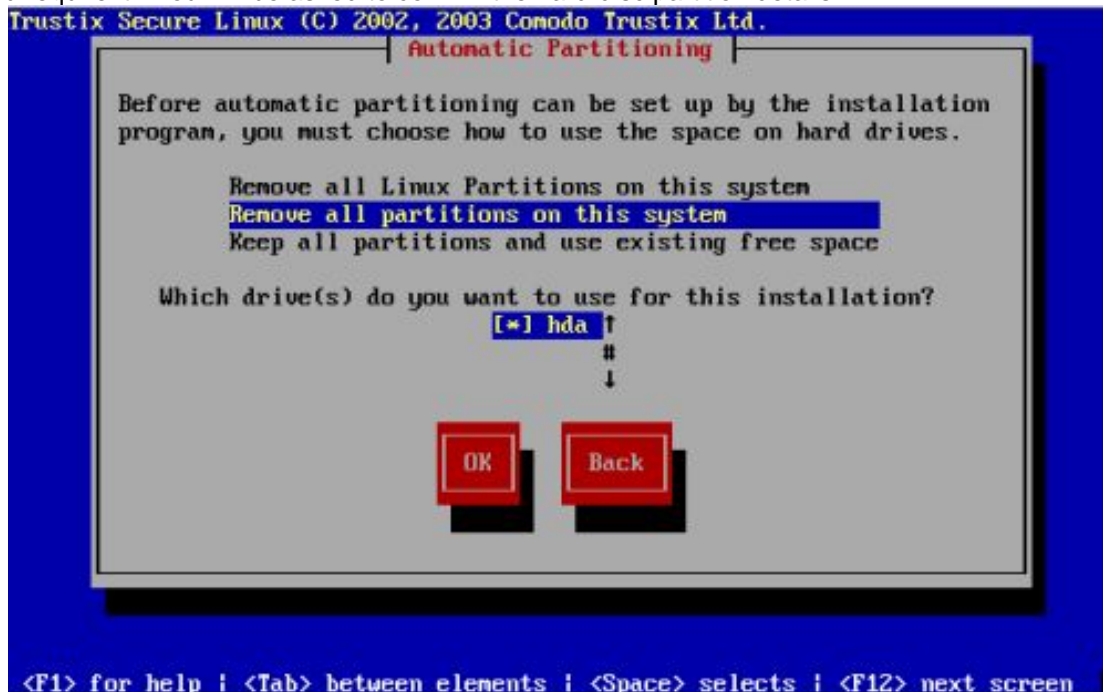 Trustix Secure Linux (C) 2002, 2003 Comodo Trustix Ltd.
Automatic Partitioning
Before automatic partitioning can be set up by the installation
program, you must choose how to use the space on hard drives.
Remove all Linux Partitions on this system
Remove all partitions on this system
Keep all partitions and use existing free space
Which drive(s) do you want to use for this installation?
[*] hda ↑
#
↓
OK Back
<F1> for help | <Tab> between elements | <Space> selects | <F12> next screen